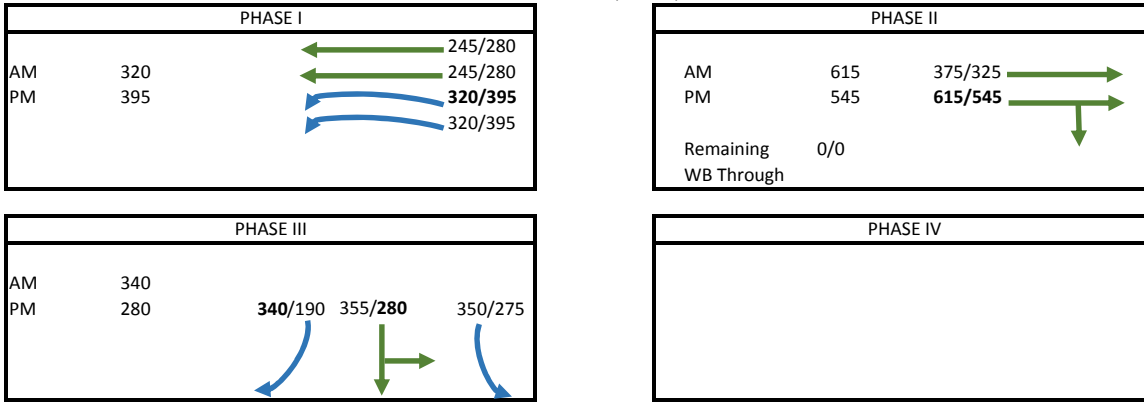 PHASE I
245/280
AM 320 245/280
PM 395 320/395
320/395
PHASE II
AM 615 375/325
PM 545 615/545
Remaining 0/0
WB Through
PHASE III
AM 340
PM 280 340/190 355/280 350/275
PHASE IV